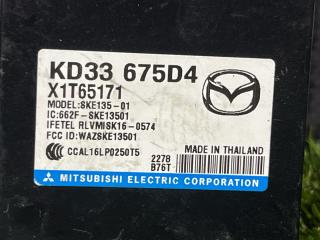 KD33 675D4
X1T65171
MODEL:SKE135-01
IC:662F-SKE13501
IFETEL RLVMISK16-0574
FCC ID:WAZSKE13501
CCAL16LP0250T5
2278
B76T
MADE IN THAILAND
MITSUBISHI ELECTRIC CORPORATION